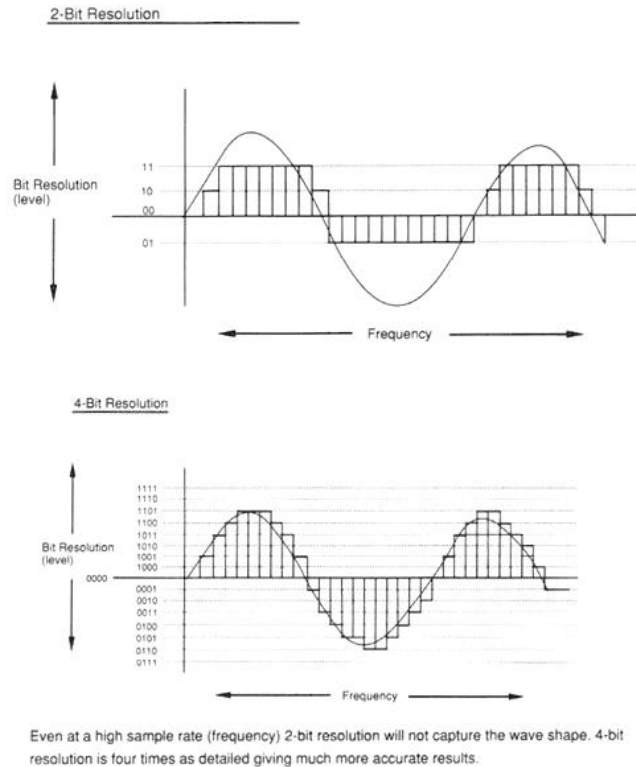 2-Bit Resolution
11
Bit Resolution
(level)
10
00
01
Frequency
4-Bit Resolution
1111
1110
1101
1100
1011
1010
Bit Resolution
(level)
1001
1000
0000
0001
0010
0011
0100
0101
0110
0111
Frequency
Even at a high sample rate (frequency) 2-bit resolution will not capture the wave shape. 4-bit
resolution is four times as detailed giving much more accurate results.